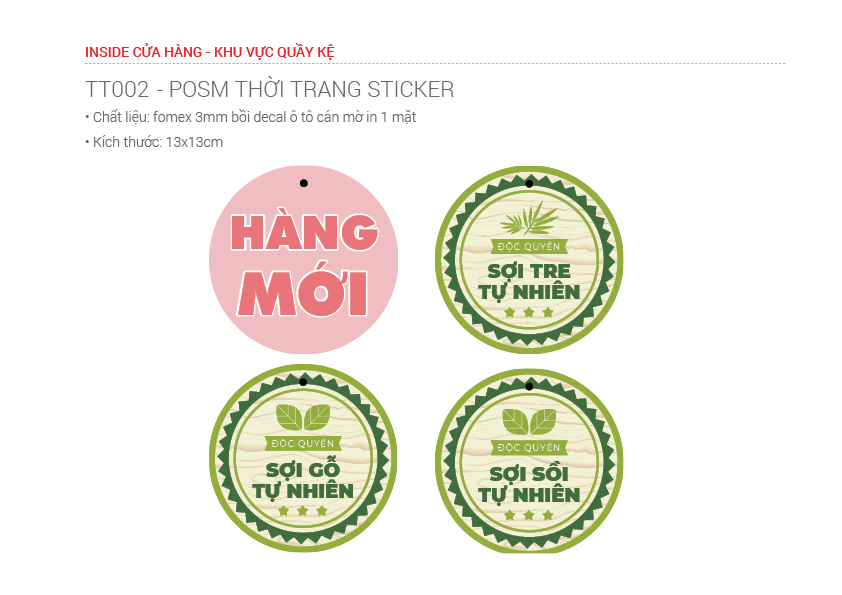 INSIDE CỬA HÀNG - KHU VỰC QUẦY KỆ
TT002 - POSM THỜI TRANG STICKER
• Chất liệu: fomex 3mm bồi decal ô tô cán mờ in 1 mặt
• Kích thước: 13x13cm
HÀNG
MỚI
ĐỘC QUYỀN
SỢI TRE
TỰ NHIÊN
ĐỘC QUYỀN
SỢI GỖ
TỰ NHIÊN
ĐỘC QUYỀN
SỢI SỒI
TỰ NHIÊN